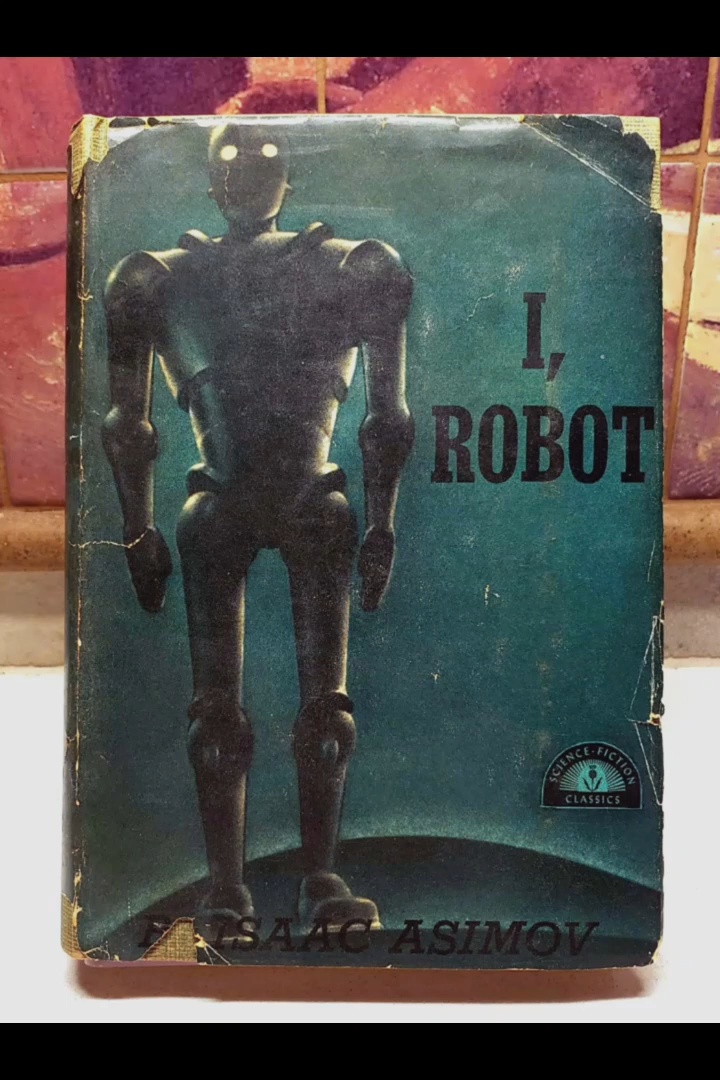 I,
ROBOT
SCIENCE-FICTION
CLASSICS
ISAAC ASIMOV